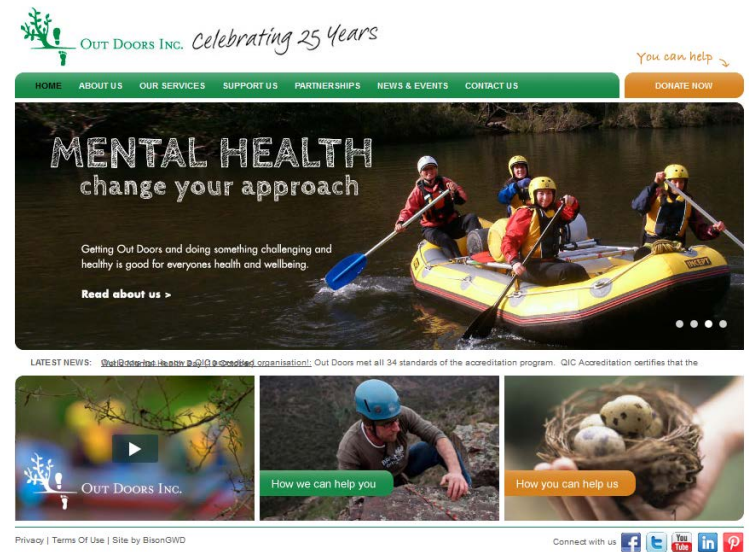 OUT DOORS INC. Celebrating 25 Years
You can help
HOME ABOUT US OUR SERVICES SUPPORT US PARTNERSHIPS NEWS & EVENTS CONTACT US DONATE NOW
MENTAL HEALTH
change your approach
Getting Out Doors and doing something challenging and
healthy is good for everyones health and wellbeing.
Read about us >
INCEPT
LATEST NEWS: organisation!: Out Doors met all 34 standards of the accreditation program. QIC Accreditation certifies that the
OUT DOORS INC.
How we can help you
How you can help us
Privacy | Terms Of Use | Site by BisonGWD
Connect with us f t You Tube in P